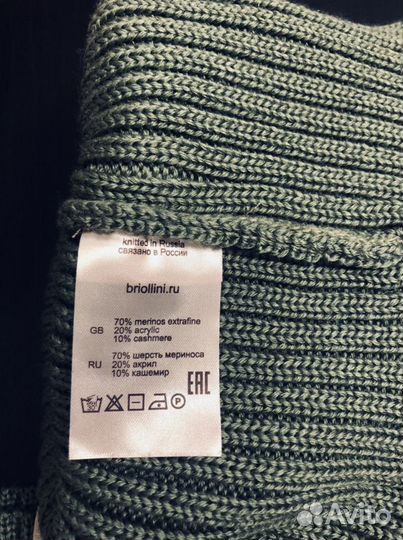 knitted in Russia
связано в России
briollini.ru
70% merinos extrafine
GB 20% acrylic
10% cashmere
70% шерсть мериноса
RU 20% акрил
10% кашемир
EAC
P
Avito